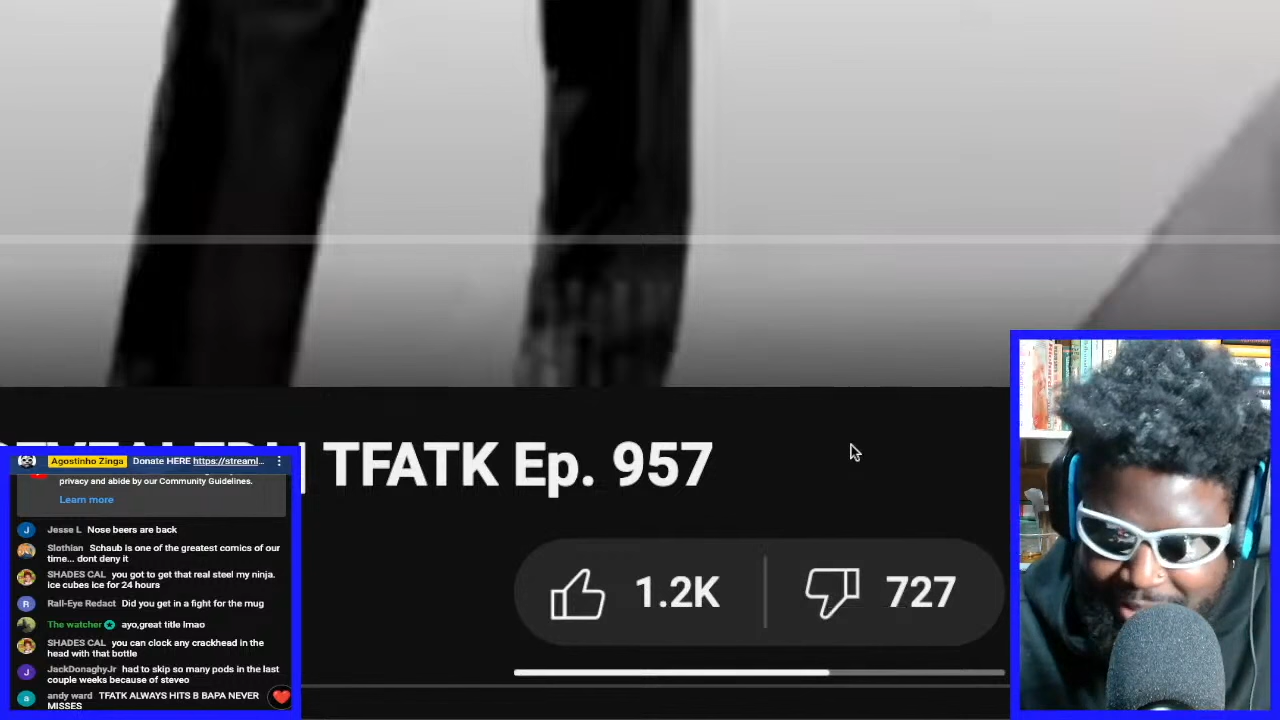 TFATK Ep. 957
1.2K
727
Agostinho Zinga Donate HERE https://streaml...
privacy and abide by our Community Guidelines.
Learn more
J Jesse L Nose beers are back
Slothian Schaub is one of the greatest comics of our
time... dont deny it
SHADES CAL you got to get that real steel my ninja.
ice cubes ice for 24 hours
R Rall-Eye Redact Did you get in a fight for the mug
The watcher ayo,great title lmao
SHADES CAL you can clock any crackhead in the
head with that bottle
J JackDonaghyJr had to skip so many pods in the last
couple weeks because of steveo
a andy ward TFATK ALWAYS HITS B BAPA NEVER
MISSES